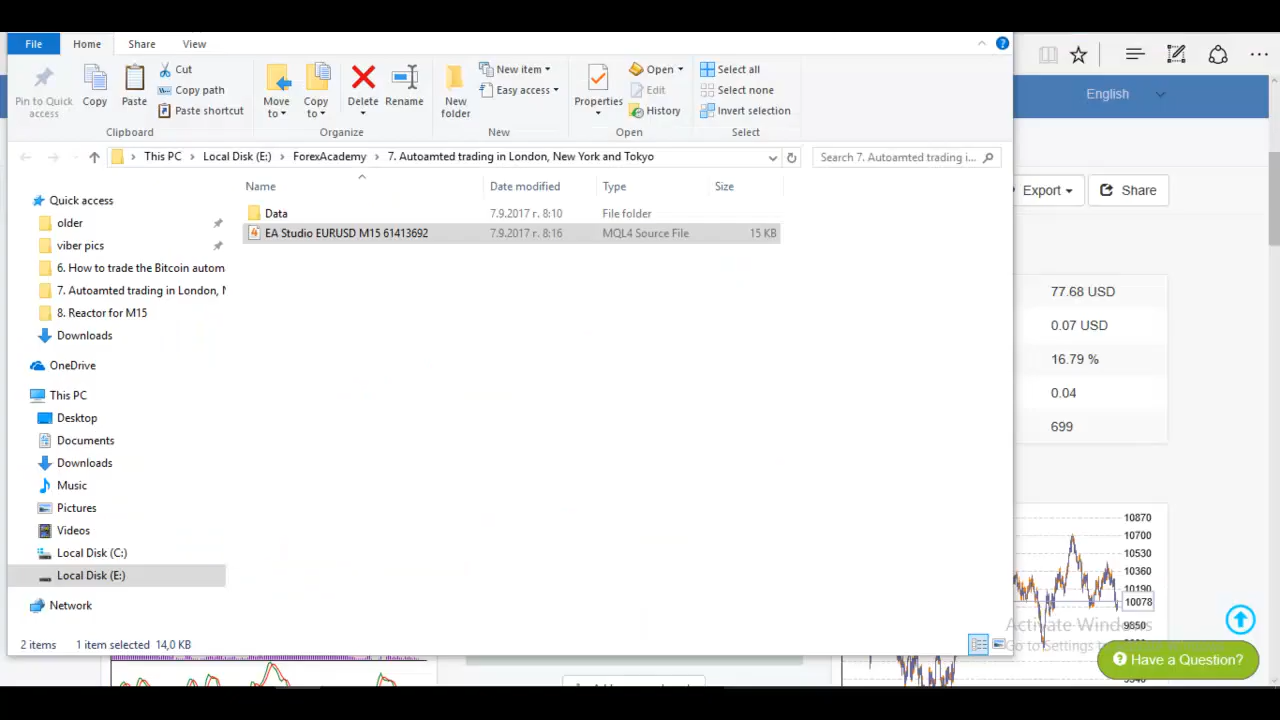 File Home Share View
English
Pin to Quick access
Copy
Paste
Cut
Copy path
Paste shortcut
Clipboard
Move to
Copy to
Delete
Rename
Organize
New folder
New item
Easy access
New
Properties
Open
Edit
History
Open
Select all
Select none
Invert selection
Select
This PC > Local Disk (E:) > ForexAcademy > 7. Autoamted trading in London, New York and Tokyo
Search 7. Autoamted trading i...
Export Share
Name Date modified Type Size
Data 7.9.2017 г. 8:10 File folder
EA Studio EURUSD M15 61413692 7.9.2017 г. 8:16 MQL4 Source File 15 KB
Quick access
older
viber pics
6. How to trade the Bitcoin autom
7. Autoamted trading in London, N
8. Reactor for M15
Downloads
OneDrive
This PC
Desktop
Documents
Downloads
Music
Pictures
Videos
Local Disk (C:)
Local Disk (E:)
Network
2 items 1 item selected 14,0 KB
77.68 USD
0.07 USD
16.79 %
0.04
699
10870
10700
10530
10360
10190
10078
9850
Activate Windows
Go to Settings t
Have a Question?